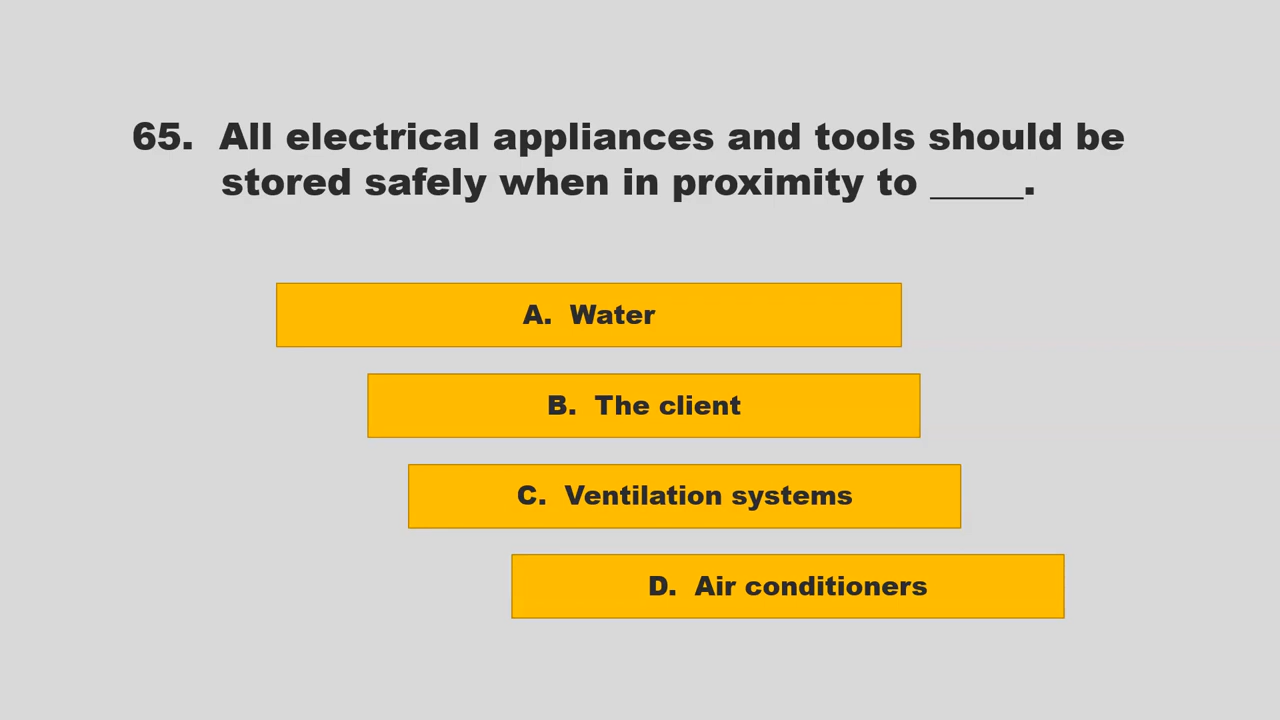 65. All electrical appliances and tools should be
stored safely when in proximity to _____.
A. Water
B. The client
C. Ventilation systems
D. Air conditioners